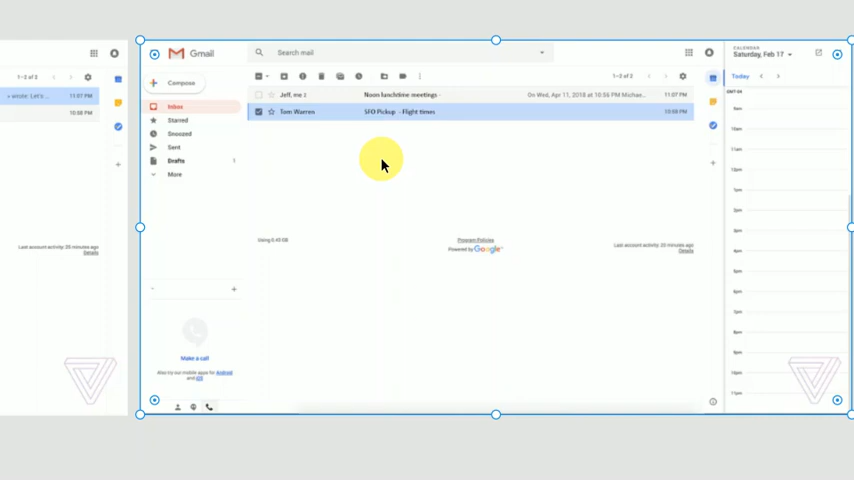 1–2 of 2
wrote: Let's...
11:07 PM
10:58 PM
Last account activity: 20 minutes ago
Details
Gmail
Search mail
Compose
Inbox
Starred
Snoozed
Sent
Drafts 1
More
1–2 of 2
Jeff, me 2
Noon lunchtime meetings -
On Wed, Apr 11, 2018 at 10:56 PM Michae...
11:07 PM
Tom Warren
SFO Pickup - Flight times
10:58 PM
Using 0.43 GB
Program Policies
Powered by Google
Last account activity: 20 minutes ago
Details
Make a call
Also try our mobile apps for Android
and iOS
CALENDAR
Saturday, Feb 17
Today
9am
10am
11am
12pm
1pm
2pm
3pm
4pm
5pm
6pm
7pm
8pm
9pm
10pm
11pm